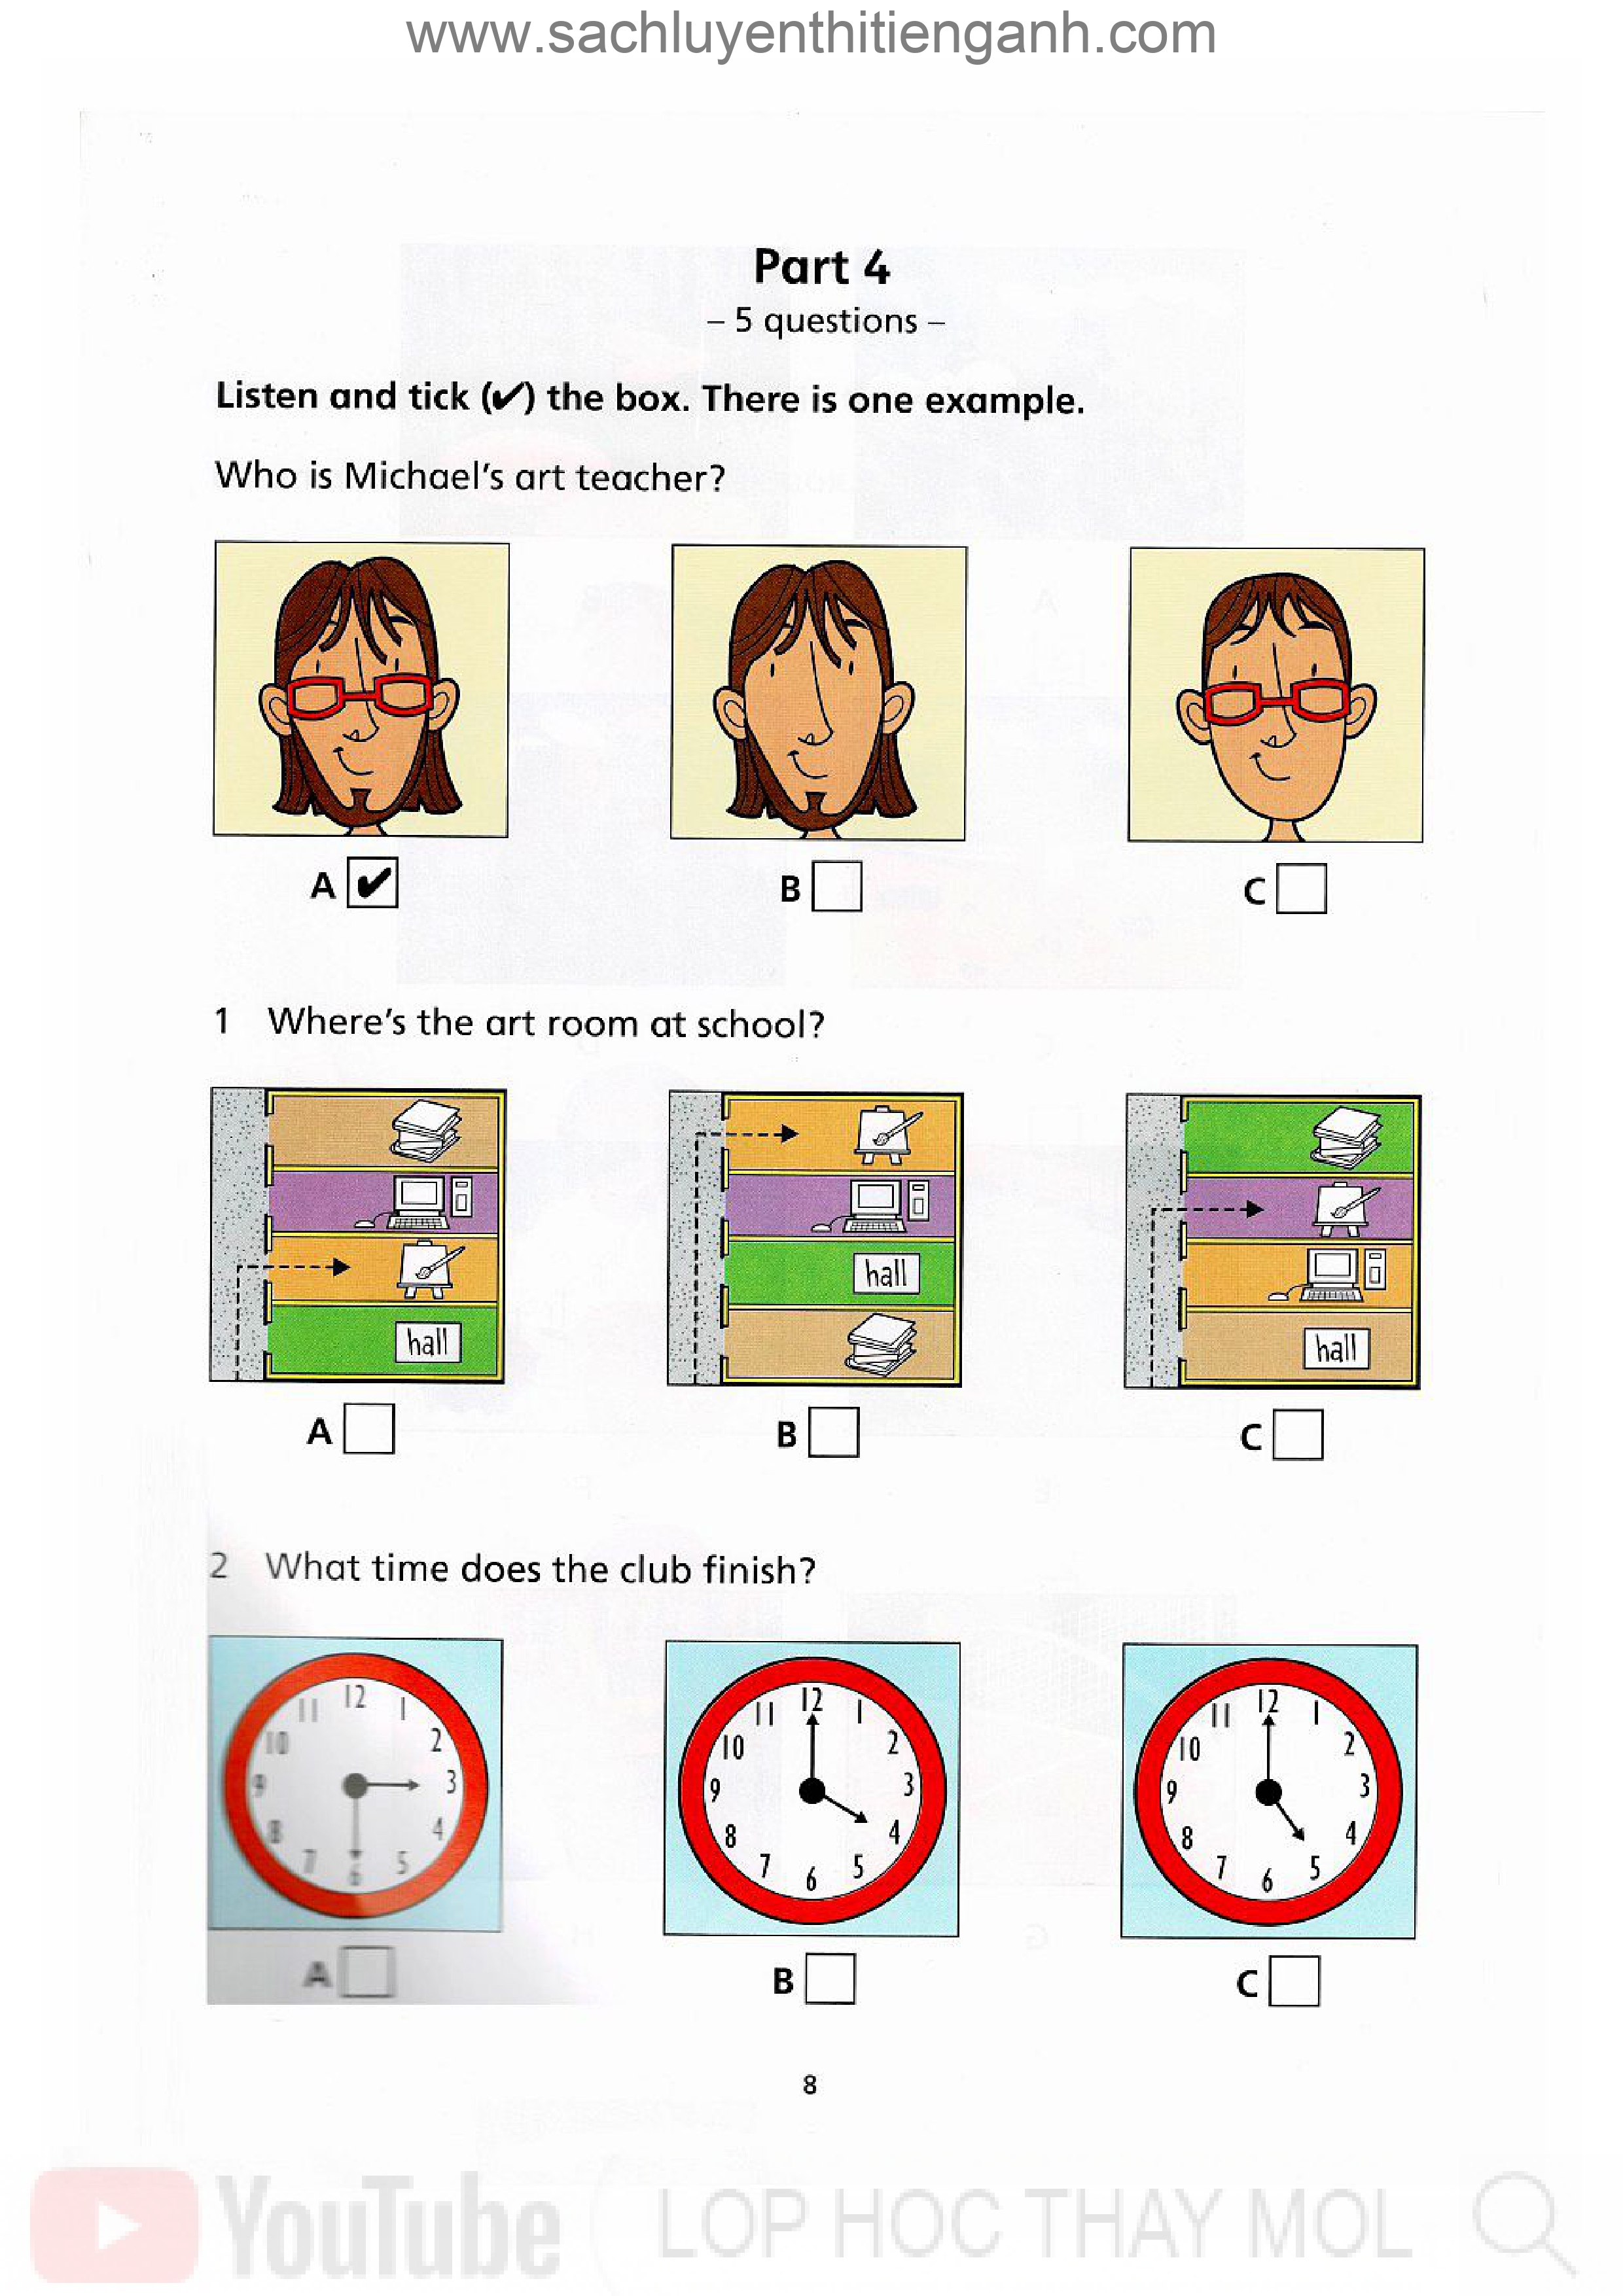 www.sachluyenthitienganh.com
Part 4
– 5 questions –
Listen and tick (✔) the box. There is one example.
Who is Michael's art teacher?
A ✔ B C
1 Where's the art room at school?
hall
hall
hall
A B C
2 What time does the club finish?
12 1 2 3 4 5 6 7 8 9 10 11
12 1 2 3 4 5 6 7 8 9 10 11
12 1 2 3 4 5 6 7 8 9 10 11
A B C
8
YouTube LOP HOC THAY MOL